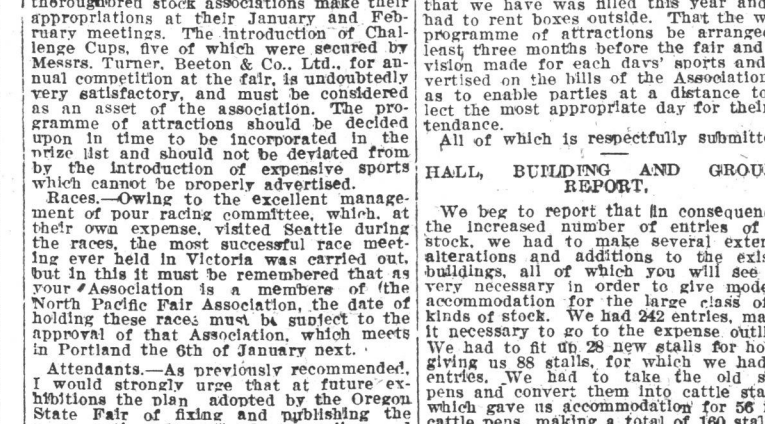 thoroughbred stock associations make their
appropriations at their January and Feb-
ruary meetings. The introduction of Chal-
lenge Cups, five of which were secured by
Messrs. Turner, Beeton & Co., Ltd., for an-
nual competition at the fair, is undoubtedly
very satisfactory, and must be considered
as an asset of the association. The pro-
gramme of attractions should be decided
upon in time to be incorporated in the
prize list and should not be deviated from
by the introduction of expensive sports
which cannot be properly advertised.
Races.—Owing to the excellent manage-
ment of pour racing committee, which, at
their own expense, visited Seattle during
the races, the most successful race meet-
ing ever held in Victoria was carried out,
but in this it must be remembered that as
your Association is a members of the
North Pacific Fair Association, the date of
holding these races must be subject to the
approval of that Association, which meets
in Portland the 6th of January next.
Attendants.—As previously recommended,
I would strongly urge that at future ex-
hibitions the plan adopted by the Oregon
State Fair of fixing and publishing the
that we have was filled this year and
had to rent boxes outside. That the
programme of attractions be arrange
least three months before the fair and
vision made for each days' sports and
vertised on the bills of the Association
as to enable parties at a distance to
lect the most appropriate day for their
tendance.
All of which is respectfully submitt
HALL, BUILDING AND GROU
REPORT.
We beg to report that in consequen
the increased number of entries of
stock, we had to make several exter
alterations and additions to the exis
buildings, all of which you will see
very necessary in order to give mode
accommodation for the large class of
kinds of stock. We had 242 entries, ma
it necessary to go to the expense outli
We had to fit up 28 new stalls for ho
giving us 88 stalls, for which we had
entries. We had to take the old s
pens and convert them into cattle sta
which gave us accommodation for 56
cattle pens, making a total of 160 stal